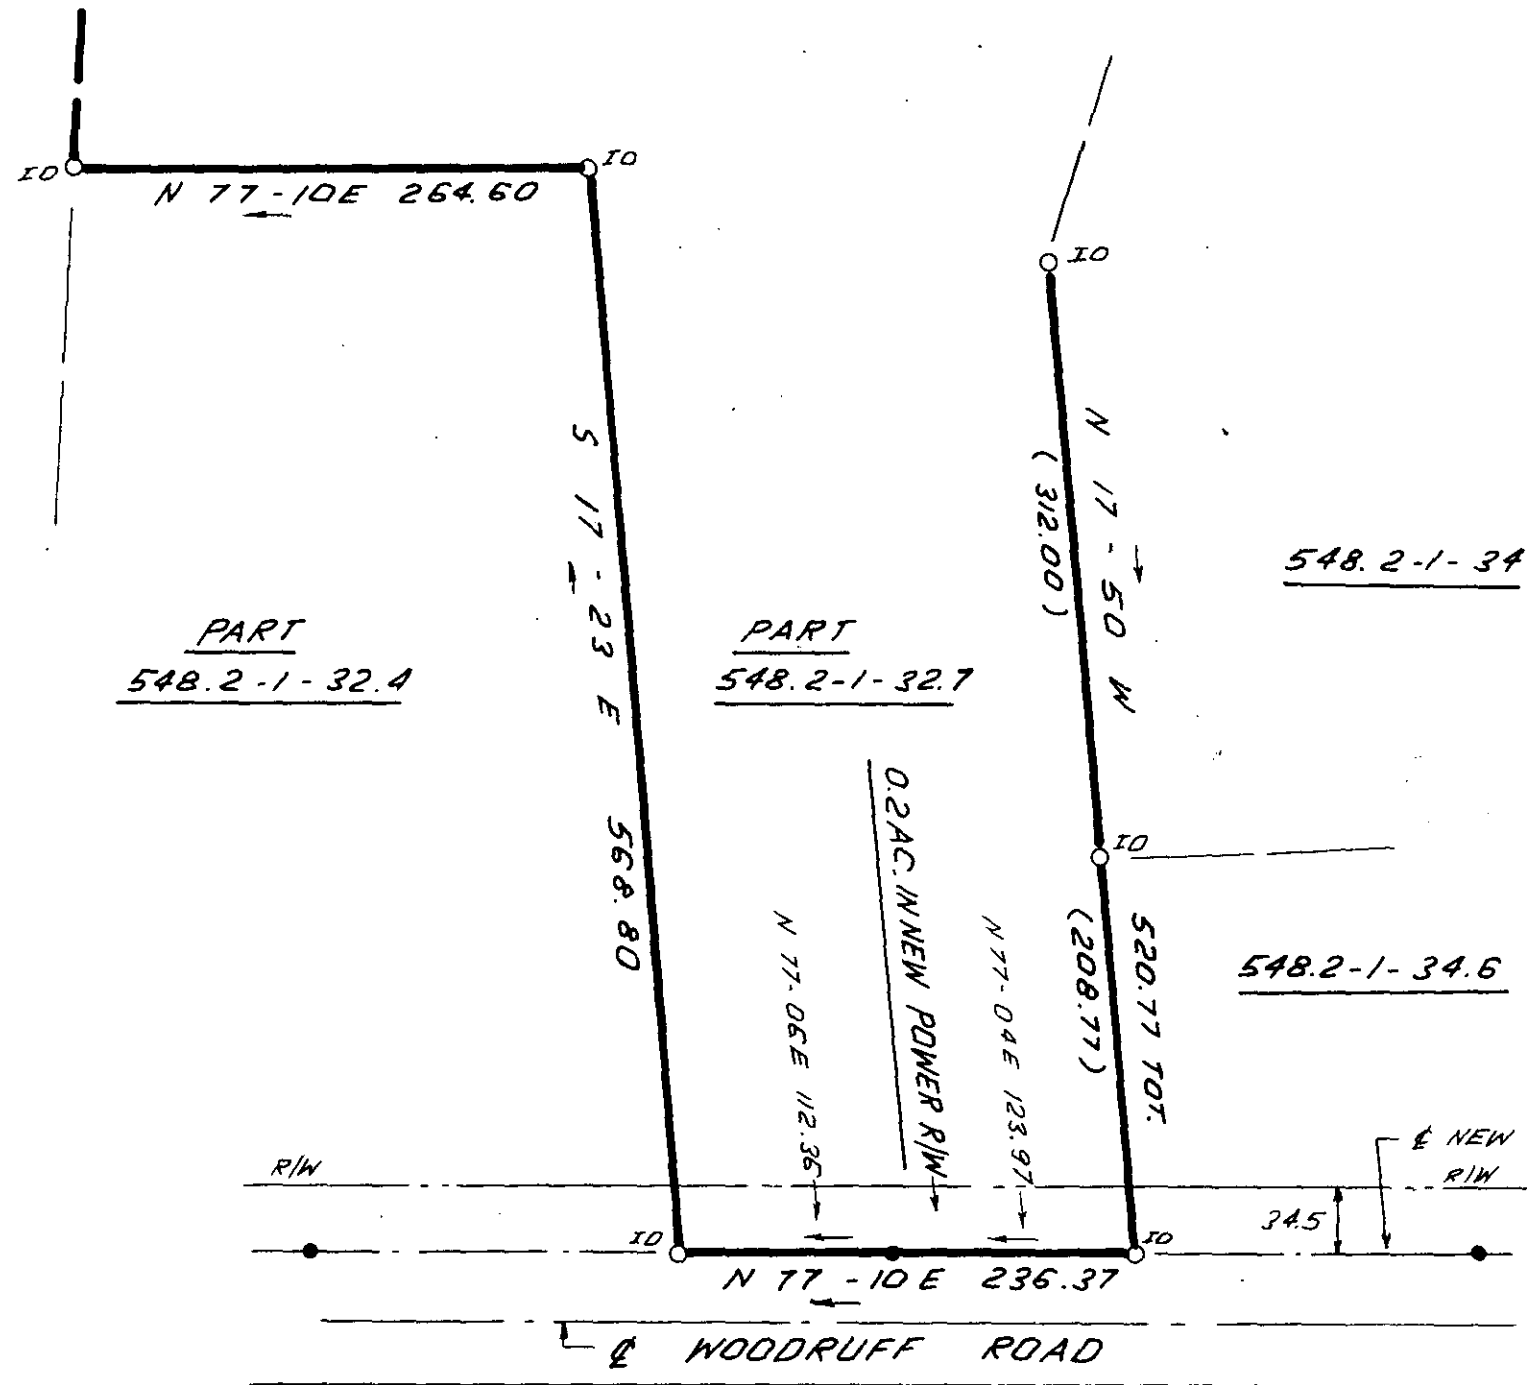 IO
IO
N 77-10E 264.60
IO
S 17-23 E 568.80
N 17-50 W
(312.00)
548.2-1-34
PART
548.2-1-32.4
PART
548.2-1-32.7
IO
0.2 AC. IN NEW POWER R/W
N 77-06E 112.36
N 77-04E 123.97
(208.77)
520.77 TOT.
548.2-1-34.6
R/W
℄ NEW
R/W
34.5
IO
IO
N 77-10 E 236.37
℄ WOODRUFF ROAD